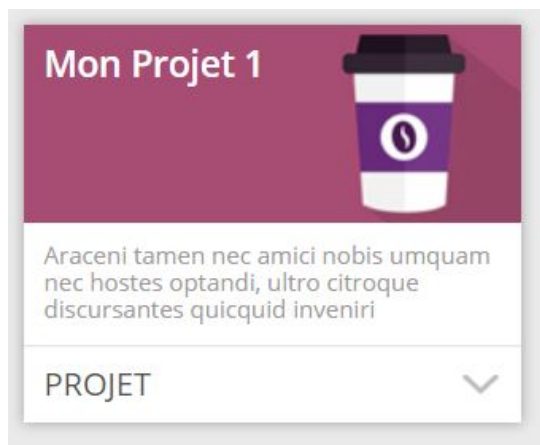 Mon Projet 1
Araceni tamen nec amici nobis umquam
nec hostes optandi, ultro citroque
discursantes quicquid inveniri
PROJET